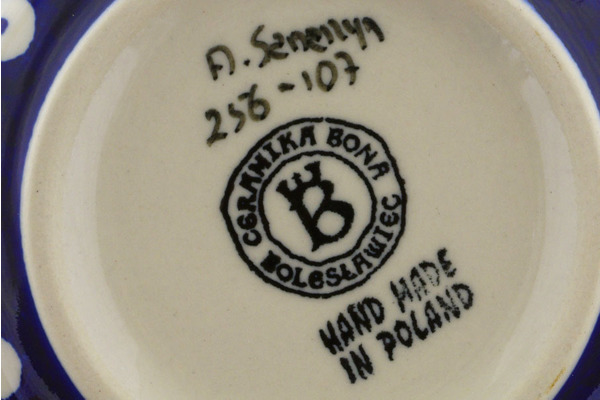 256-107
CERAMIKA BONA
BOLESŁAWIEC
B
HAND MADE
IN POLAND